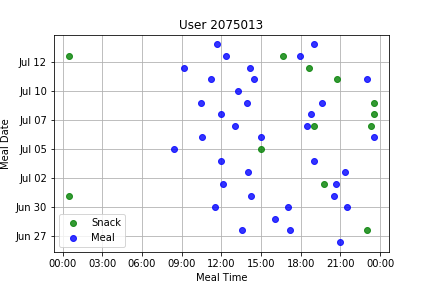 User 2075013
Jul 12
Jul 10
Jul 07
Jul 05
Jul 02
Jun 30
Jun 27
Meal Date
Snack
Meal
00:00 03:00 06:00 09:00 12:00 15:00 18:00 21:00 00:00
Meal Time